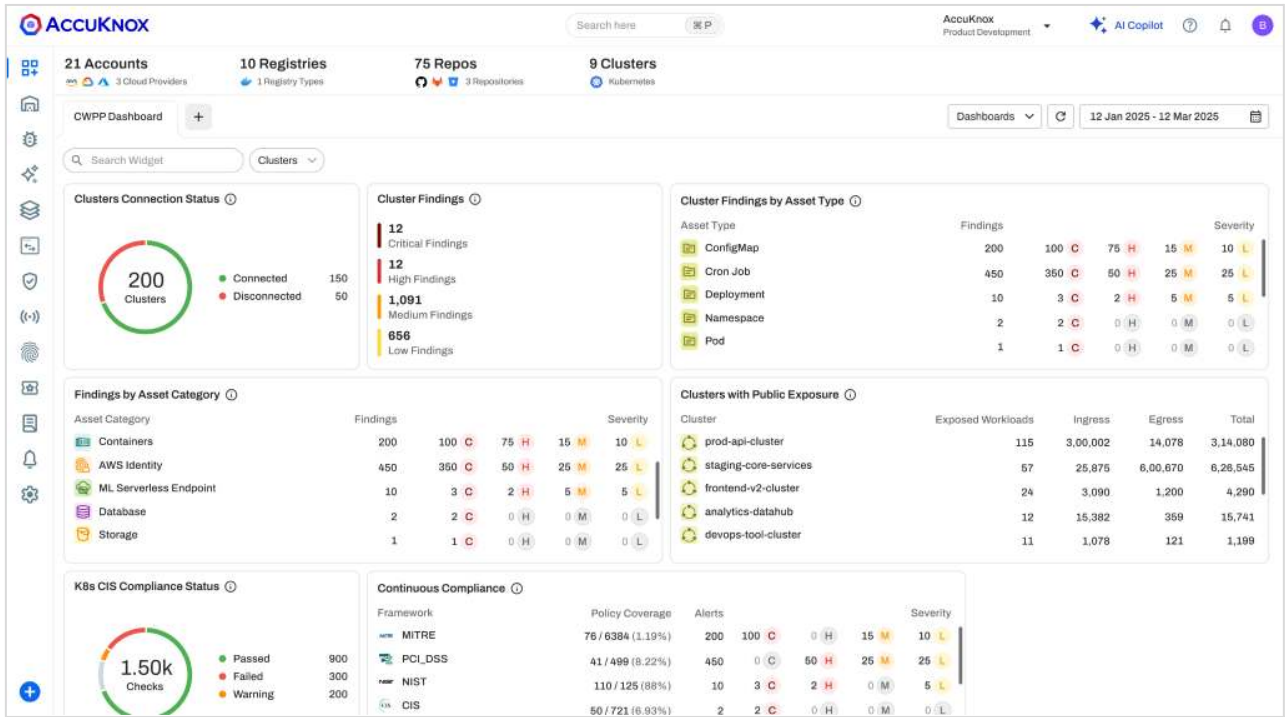 ACCUKNOX
Search here
⌘ P
AccuKnox
Product Development
AI Copilot
B
21 Accounts
aws 3 Cloud Providers
10 Registries
1 Registry Types
75 Repos
3 Repositories
9 Clusters
Kubernetes
CWPP Dashboard
+
Dashboards
12 Jan 2025 - 12 Mar 2025
Search Widget
Clusters
Clusters Connection Status
200
Clusters
Connected 150
Disconnected 50
Cluster Findings
12
Critical Findings
12
High Findings
1,091
Medium Findings
656
Low Findings
Cluster Findings by Asset Type
Asset Type Findings Severity
ConfigMap 200 100 C 75 H 15 M 10 L
Cron Job 450 350 C 50 H 25 M 25 L
Deployment 10 3 C 2 H 5 M 5 L
Namespace 2 2 C 0 H 0 M 0 L
Pod 1 1 C 0 H 0 M 0 L
Findings by Asset Category
Asset Category Findings Severity
Containers 200 100 C 75 H 15 M 10 L
AWS Identity 450 350 C 50 H 25 M 25 L
ML Serverless Endpoint 10 3 C 2 H 5 M 5 L
Database 2 2 C 0 H 0 M 0 L
Storage 1 1 C 0 H 0 M 0 L
Clusters with Public Exposure
Cluster Exposed Workloads Ingress Egress Total
prod-api-cluster 115 3,00,002 14,078 3,14,080
staging-core-services 57 25,875 6,00,670 6,26,545
frontend-v2-cluster 24 3,090 1,200 4,290
analytics-datahub 12 15,382 359 15,741
devops-tool-cluster 11 1,078 121 1,199
K8s CIS Compliance Status
1.50k
Checks
Passed 900
Failed 300
Warning 200
Continuous Compliance
Framework Policy Coverage Alerts Severity
MITRE 76 / 6384 (1.19%) 200 100 C 0 H 15 M 10 L
PCI_DSS 41 / 499 (8.22%) 450 0 C 50 H 25 M 25 L
NIST 110 / 125 (88%) 10 3 C 2 H 0 M 5 L
CIS 50 / 721 (6.93%) 2 2 C 0 H 0 M 0 L